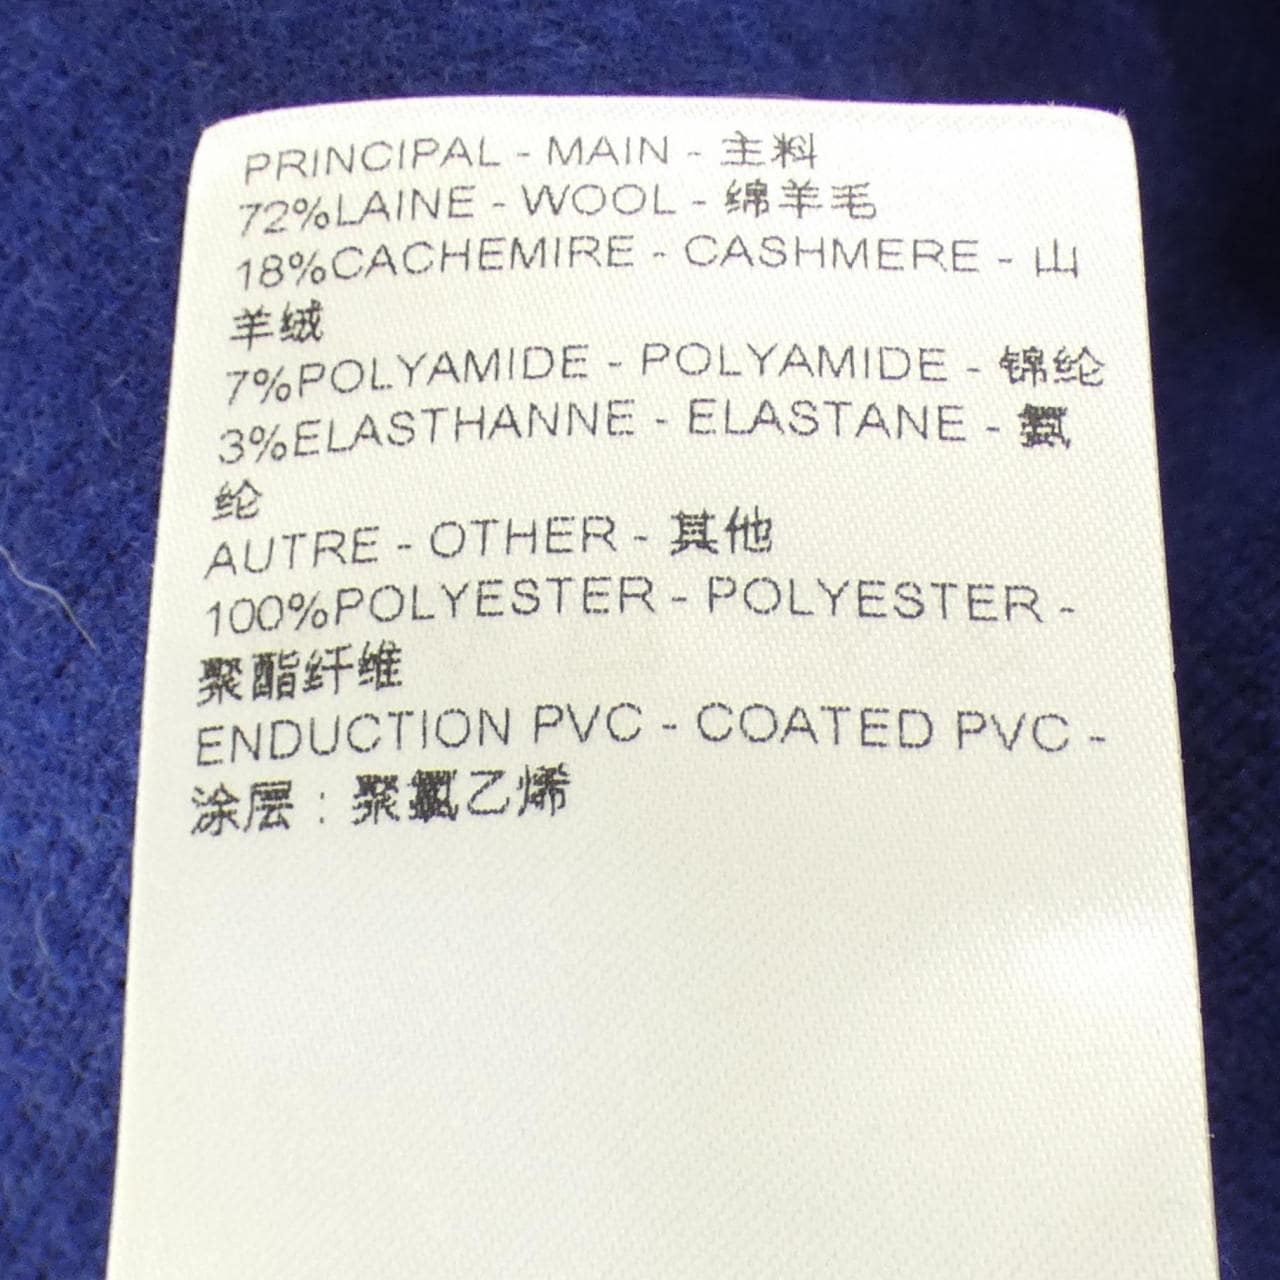 PRINCIPAL - MAIN - 主料
72%LAINE - WOOL - 绵羊毛
18%CACHEMIRE - CASHMERE - 山
羊绒
7%POLYAMIDE - POLYAMIDE - 锦纶
3%ELASTHANNE - ELASTANE - 氨
纶
AUTRE - OTHER - 其他
100%POLYESTER - POLYESTER -
聚酯纤维
ENDUCTION PVC - COATED PVC -
涂层 : 聚氯乙烯